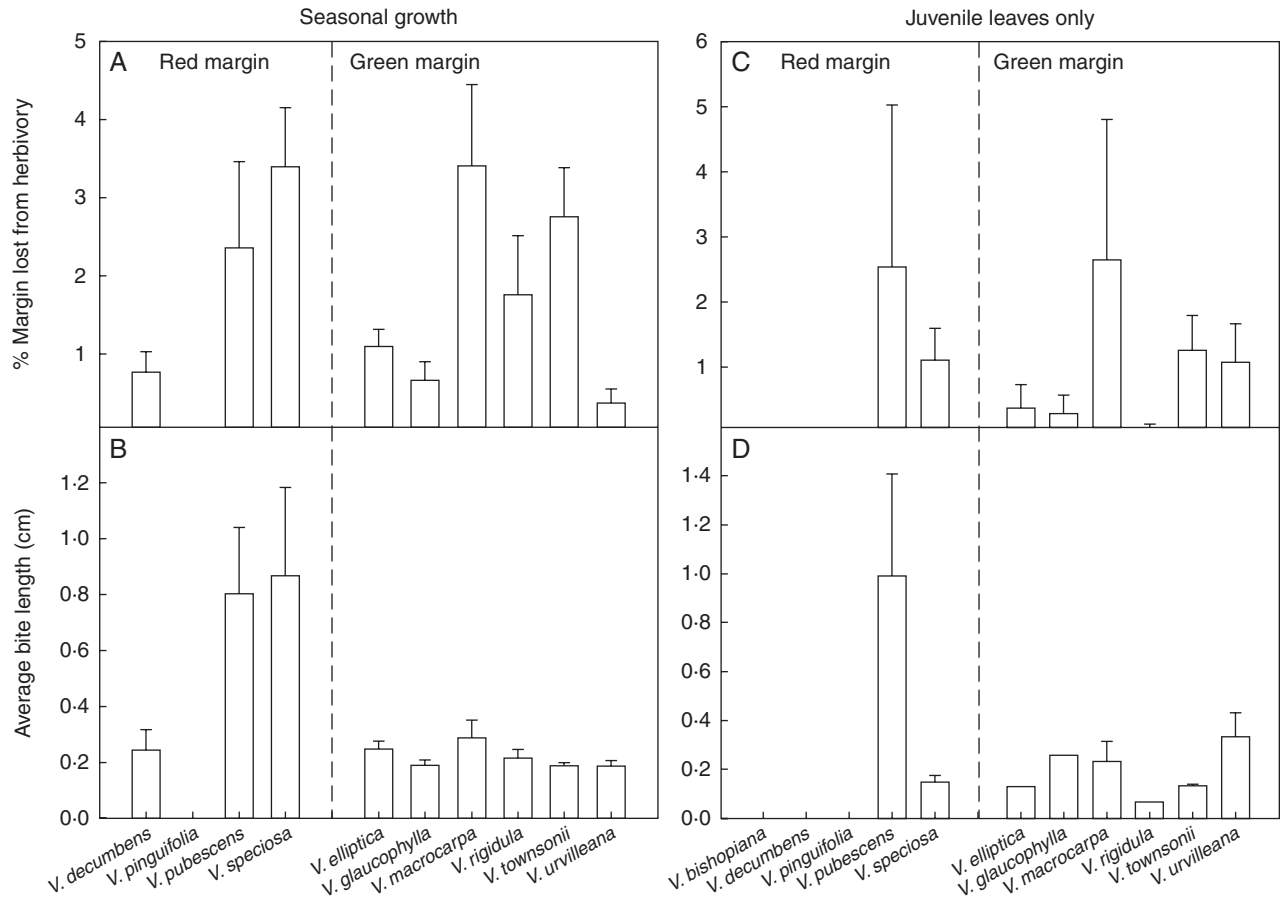 Seasonal growth
Juvenile leaves only
% Margin lost from herbivory
5
4
3
2
1
A
Red margin
Green margin
6
5
4
3
2
1
C
Red margin
Green margin
Average bite length (cm)
1·2
1·0
0·8
0·6
0·4
0·2
0·0
B
1·4
1·2
1·0
0·8
0·6
0·4
0·2
0·0
D
V. decumbens
V. pinguifolia
V. pubescens
V. speciosa
V. elliptica
V. glaucophylla
V. macrocarpa
V. rigidula
V. townsonii
V. urvilleana
V. bishopiana
V. decumbens
V. pinguifolia
V. pubescens
V. speciosa
V. elliptica
V. glaucophylla
V. macrocarpa
V. rigidula
V. townsonii
V. urvilleana